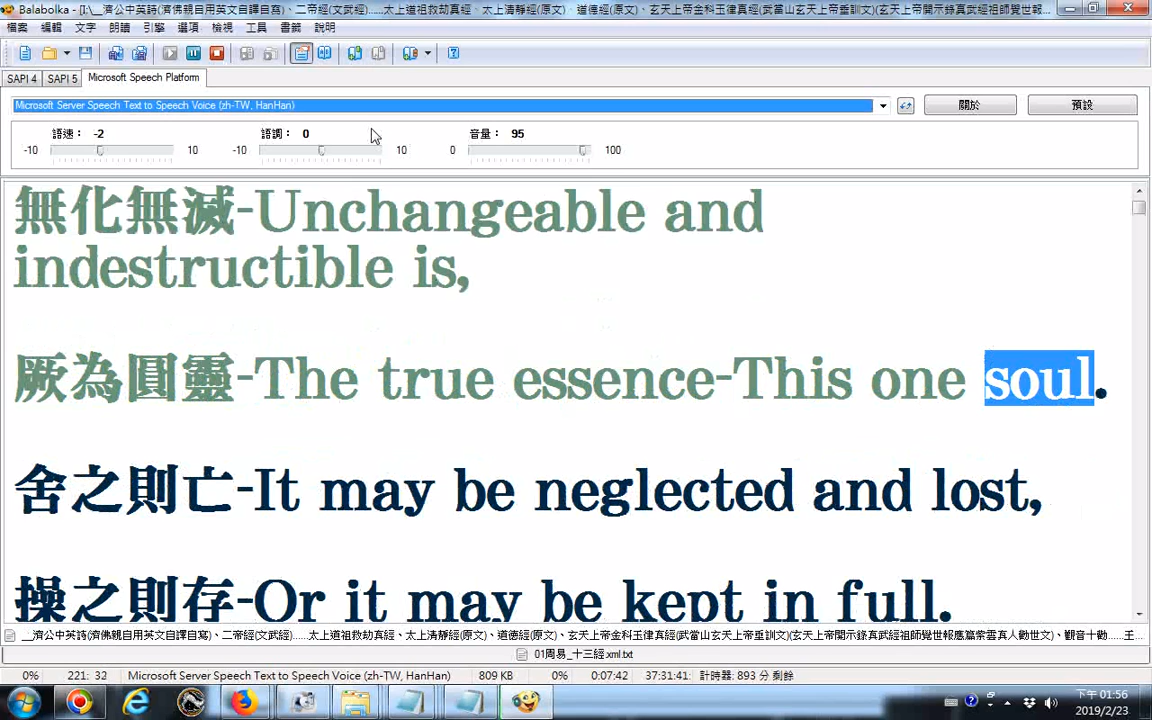 Balabolka - [J:\__濟公中英詩(濟佛親自用英文自譯自寫)、二帝經(文武經)......太上道祖救劫真經、太上清靜經(原文)、道德經(原文)、玄天上帝金科玉律真經(武當山玄天上帝垂訓文)(玄天上帝開示錄真武經祖師覺世報...
檔案 編輯 文字 朗讀 引擎 選項 檢視 工具 書籤 說明
SAPI 4 SAPI 5 Microsoft Speech Platform
Microsoft Server Speech Text to Speech Voice (zh-TW, HanHan)
關於 預設
語速： -2 語調： 0 音量： 95
-10 10 -10 10 0 100
無化無滅-Unchangeable and
indestructible is,
厥為圓靈-The true essence-This one soul.
舍之則亡-It may be neglected and lost,
操之則存-Or it may be kept in full.
__濟公中英詩(濟佛親自用英文自譯自寫)、二帝經(文武經)......太上道祖救劫真經、太上清靜經(原文)、道德經(原文)、玄天上帝金科玉律真經(武當山玄天上帝垂訓文)(玄天上帝開示錄真武經祖師覺世報應篇紫雲真人勸世文)、觀音十勸......王...
01周易_十三經.xml.txt
0% 221: 32 Microsoft Server Speech Text to Speech Voice (zh-TW, HanHan) 809 KB 0% 0:07:42 37:31:41; 計時器: 893 分 剩餘
下午 01:56
2019/2/23